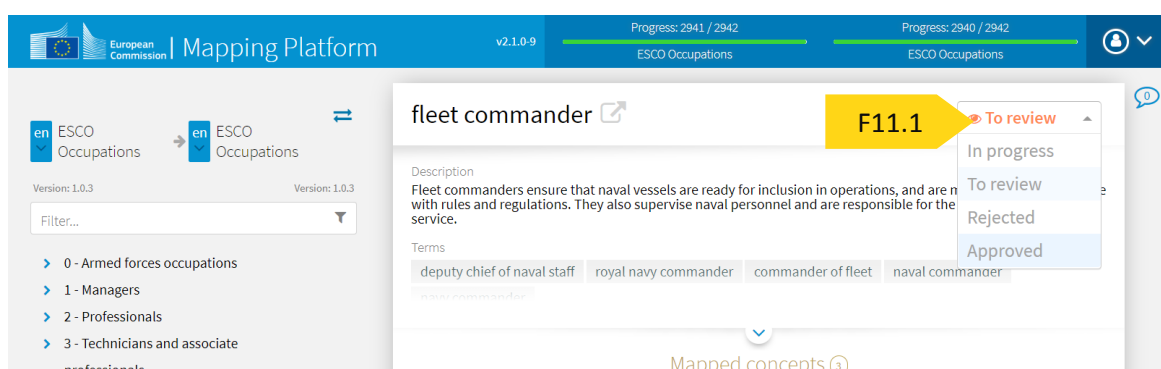 European Commission | Mapping Platform
v2.1.0-9
Progress: 2941 / 2942
ESCO Occupations
Progress: 2940 / 2942
ESCO Occupations
en ESCO Occupations
en ESCO Occupations
Version: 1.0.3
Version: 1.0.3
Filter...
0 - Armed forces occupations
1 - Managers
2 - Professionals
3 - Technicians and associate
professionals
fleet commander
F11.1
To review
In progress
To review
Rejected
Approved
0
Description
Fleet commanders ensure that naval vessels are ready for inclusion in operations, and are
with rules and regulations. They also supervise naval personnel and are responsible for the
service.
Terms
deputy chief of naval staff
royal navy commander
commander of fleet
naval commander
navy commander
Mapped concepts 3